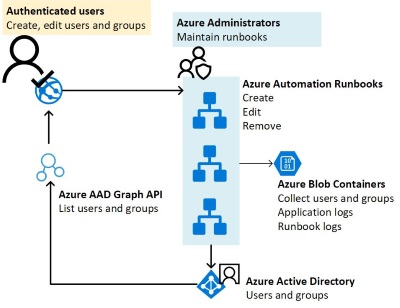 Authenticated users
Create, edit users and groups
Azure Administrators
Maintain runbooks
Azure Automation Runbooks
Create
Edit
Remove
10
01
Azure Blob Containers
Collect users and groups
Application logs
Runbook logs
Azure AAD Graph API
List users and groups
Azure Active Directory
Users and groups